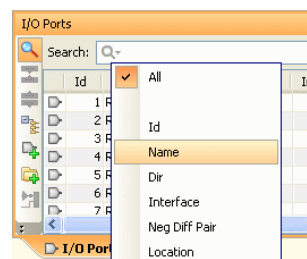 I/O Ports
Search:
Id
All
1 R
2 R
Id
3 R
4 R
Name
5 R
Dir
6 R
Interface
7 R
Neg Diff Pair
I/O Por
Location